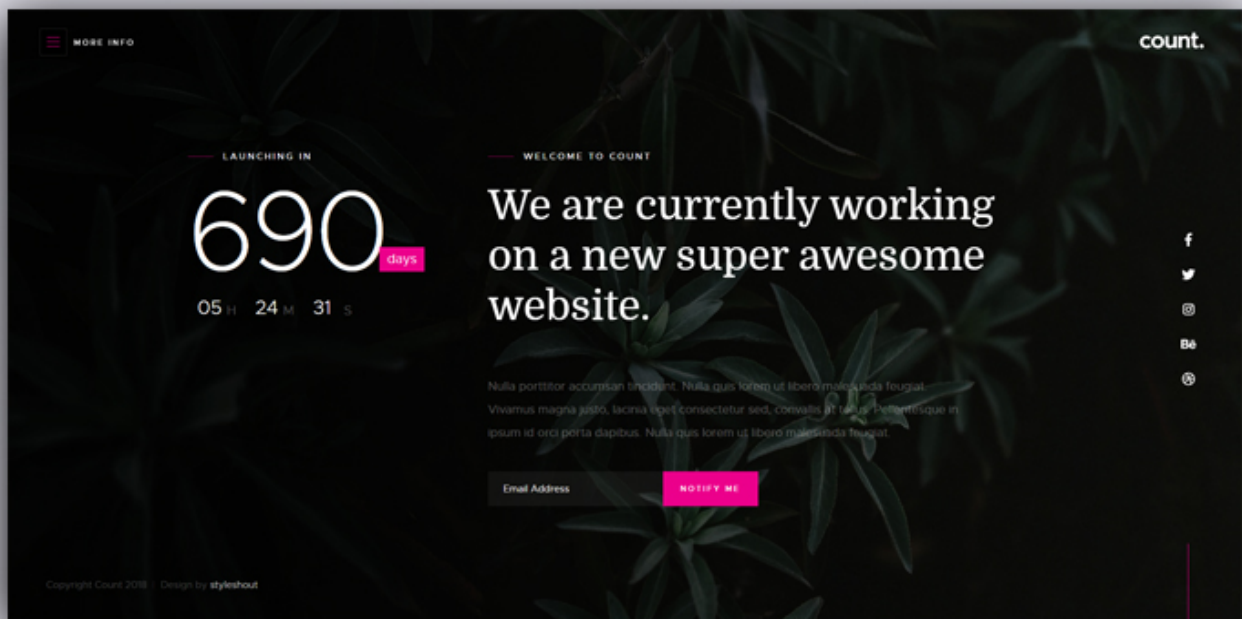 MORE INFO
count.
LAUNCHING IN
690 days
05 H 24 M 31 S
WELCOME TO COUNT
We are currently working
on a new super awesome
website.
Nulla porttitor accumsan tincidunt. Nulla quis lorem ut libero malesuada feugiat.
Vivamus magna justo, lacinia eget consectetur sed, convallis at tellus. Pellentesque in
ipsum id orci porta dapibus. Nulla quis lorem ut libero malesuada feugiat.
Email Address NOTIFY ME
Bē
Copyright Count 2018 Design by styleshout